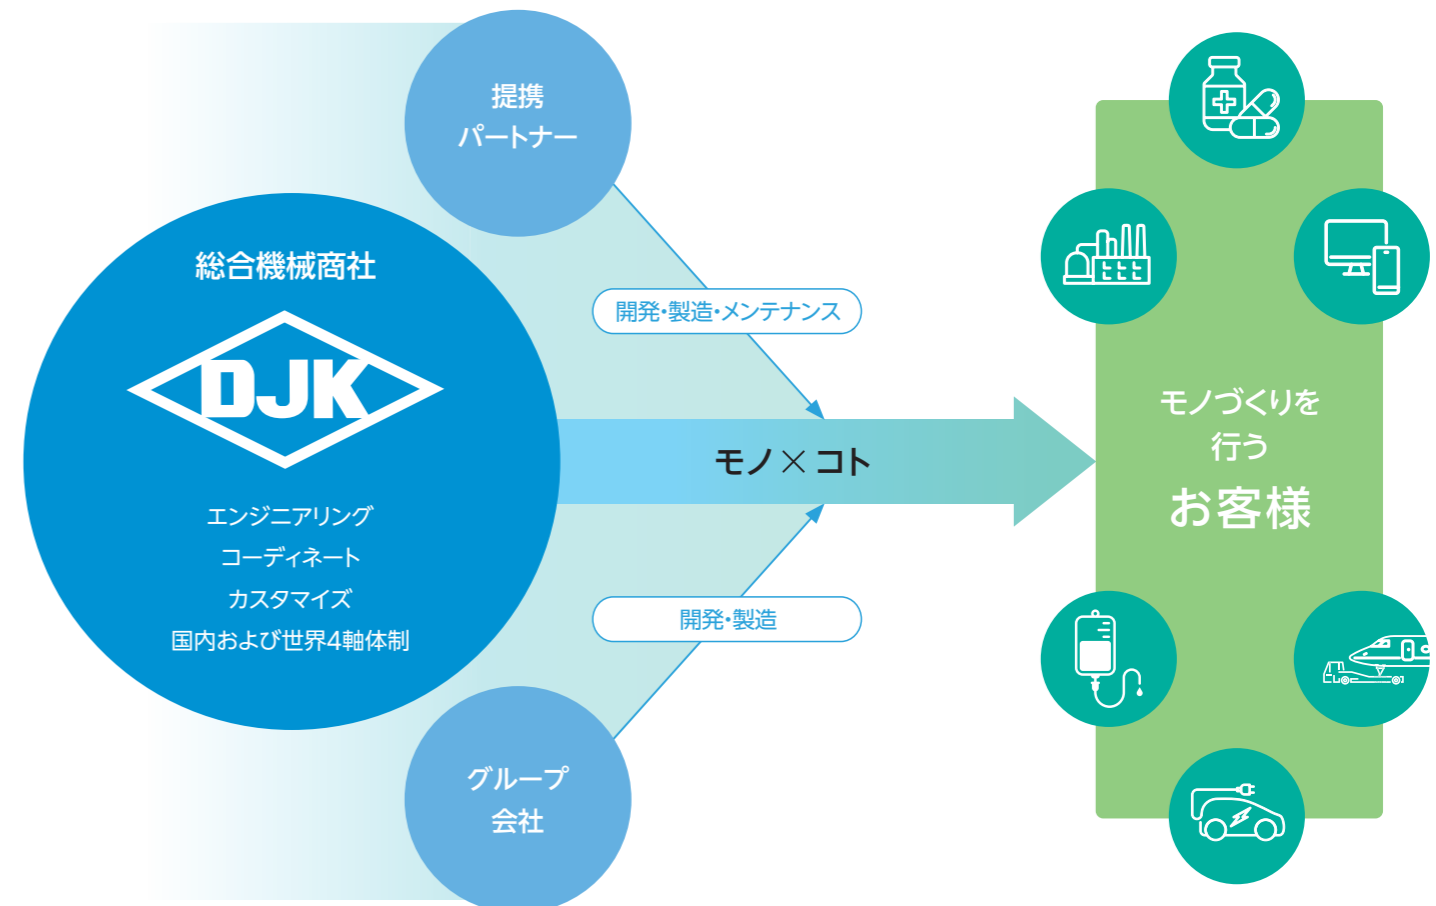 提携
パートナー
総合機械商社
DJK
エンジニアリング
コーディネート
カスタマイズ
国内および世界4軸体制
開発・製造・メンテナンス
モノ×コト
開発・製造
グループ
会社
モノづくりを
行う
お客様